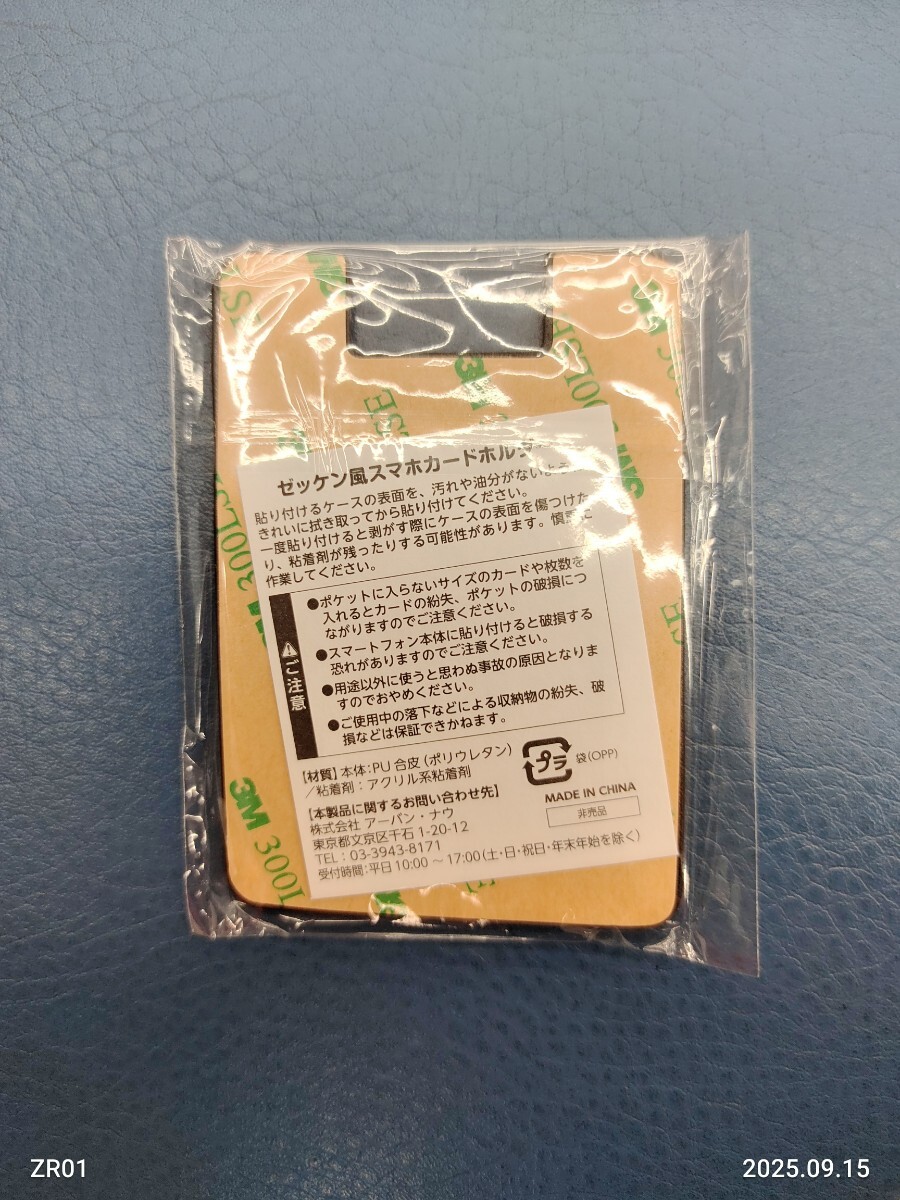 ゼッケン風スマホカードホルダ
貼り付けるケースの表面を、汚れや油分がないよう
きれいに拭き取ってから貼り付けてください。
一度貼り付けると剥がす際にケースの表面を傷つけた
り、粘着剤が残ったりする可能性があります。慎重に
作業してください。
ご注意
●ポケットに入らないサイズのカードや枚数を
入れるとカードの紛失、ポケットの破損につ
ながりますのでご注意ください。
●スマートフォン本体に貼り付けると破損する
恐れがありますのでご注意ください。
●用途以外に使うと思わぬ事故の原因となりま
すのでおやめください。
●ご使用中の落下などによる収納物の紛失、破
損などは保証できかねます。
【材質】本体:PU 合皮(ポリウレタン)
/粘着剤:アクリル系粘着剤
プラ 袋(OPP)
【本製品に関するお問い合わせ先】
株式会社 アーバン・ナウ
東京都文京区千石 1-20-12
TEL:03-3943-8171
受付時間:平日 10:00 ~ 17:00(土・日・祝日・年末年始を除く)
MADE IN CHINA
非売品
3M
3M 300L
ZR01
2025.09.15